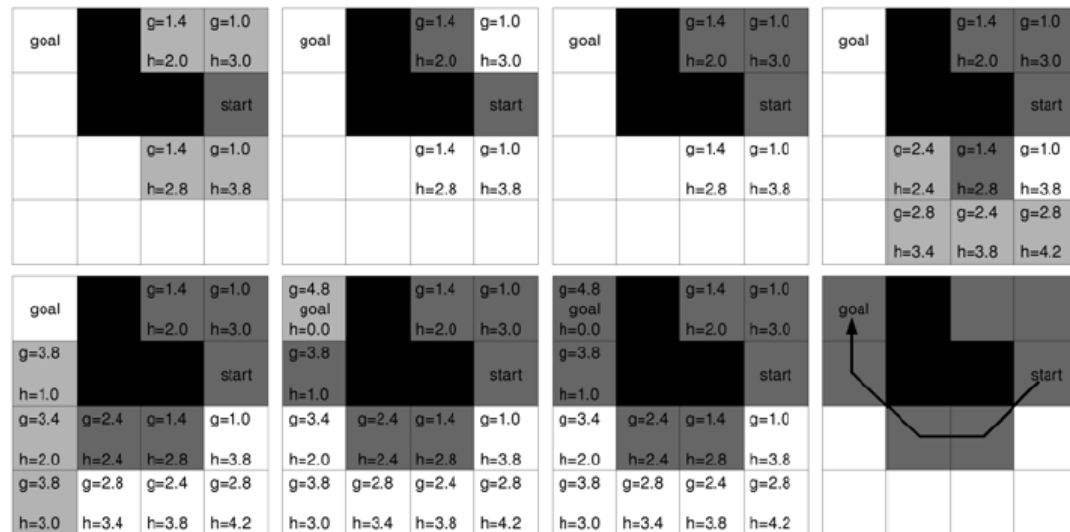 g=1.4 g=1.0
goal
h=2.0 h=3.0
start
g=1.4 g=1.0
h=2.8 h=3.8
g=1.4 g=1.0
goal
h=2.0 h=3.0
start
g=1.4 g=1.0
h=2.8 h=3.8
g=1.4 g=1.0
goal
h=2.0 h=3.0
start
g=1.4 g=1.0
h=2.8 h=3.8
g=1.4 g=1.0
goal
h=2.0 h=3.0
start
g=2.4 g=1.4 g=1.0
h=2.4 h=2.8 h=3.8
g=2.8 g=2.4 g=2.8
h=3.4 h=3.8 h=4.2
g=1.4 g=1.0
goal
h=2.0 h=3.0
g=3.8
start
h=1.0
g=3.4 g=2.4 g=1.4 g=1.0
h=2.0 h=2.4 h=2.8 h=3.8
g=3.8 g=2.8 g=2.4 g=2.8
h=3.0 h=3.4 h=3.8 h=4.2
g=4.8 g=1.4 g=1.0
goal
h=0.0 h=2.0 h=3.0
g=3.8
start
h=1.0
g=3.4 g=2.4 g=1.4 g=1.0
h=2.0 h=2.4 h=2.8 h=3.8
g=3.8 g=2.8 g=2.4 g=2.8
h=3.0 h=3.4 h=3.8 h=4.2
g=4.8 g=1.4 g=1.0
goal
h=0.0 h=2.0 h=3.0
g=3.8
start
h=1.0
g=3.4 g=2.4 g=1.4 g=1.0
h=2.0 h=2.4 h=2.8 h=3.8
g=3.8 g=2.8 g=2.4 g=2.8
h=3.0 h=3.4 h=3.8 h=4.2
goal
start